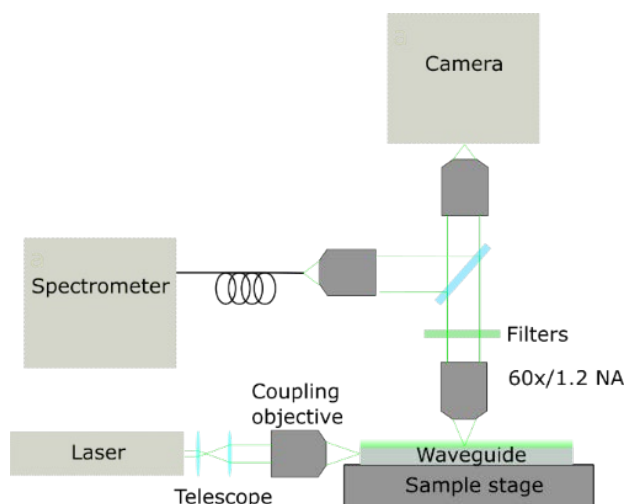 Camera
Spectrometer
Filters
60x/1.2 NA
Coupling
objective
Laser
Waveguide
Telescope
Sample stage